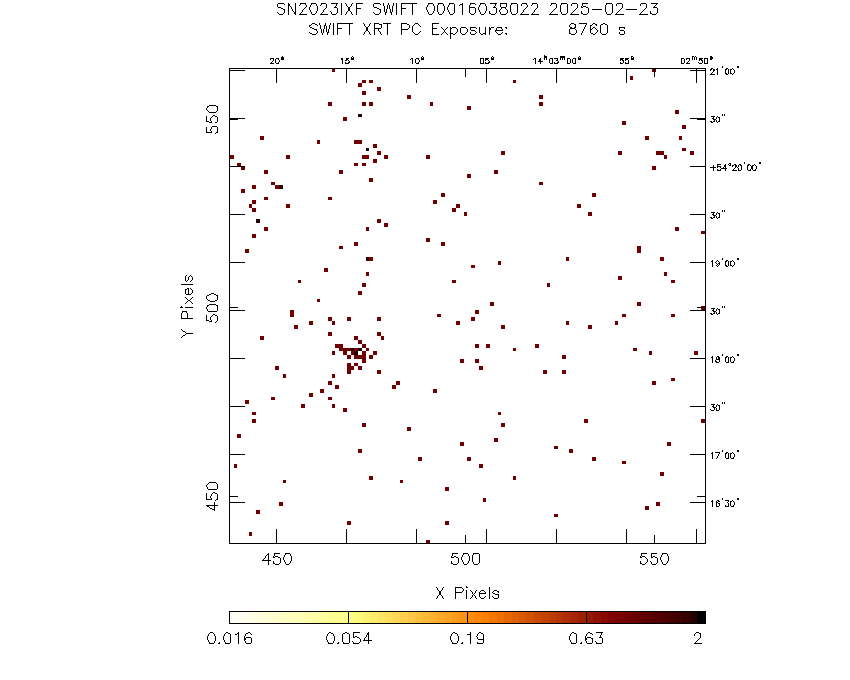 SN2023IXF SWIFT 00016038022 2025-02-23
SWIFT XRT PC Exposure: 8760 s
20ˢ 15ˢ 10ˢ 05ˢ 14ʰ03ᵐ00ˢ 55ˢ 02ᵐ50ˢ
21'00"
550 30"
+54°20'00"
30"
19'00"
Y Pixels 500 30"
18'00"
30"
17'00"
450 16'30"
450 500 550
X Pixels
0.016 0.054 0.19 0.63 2